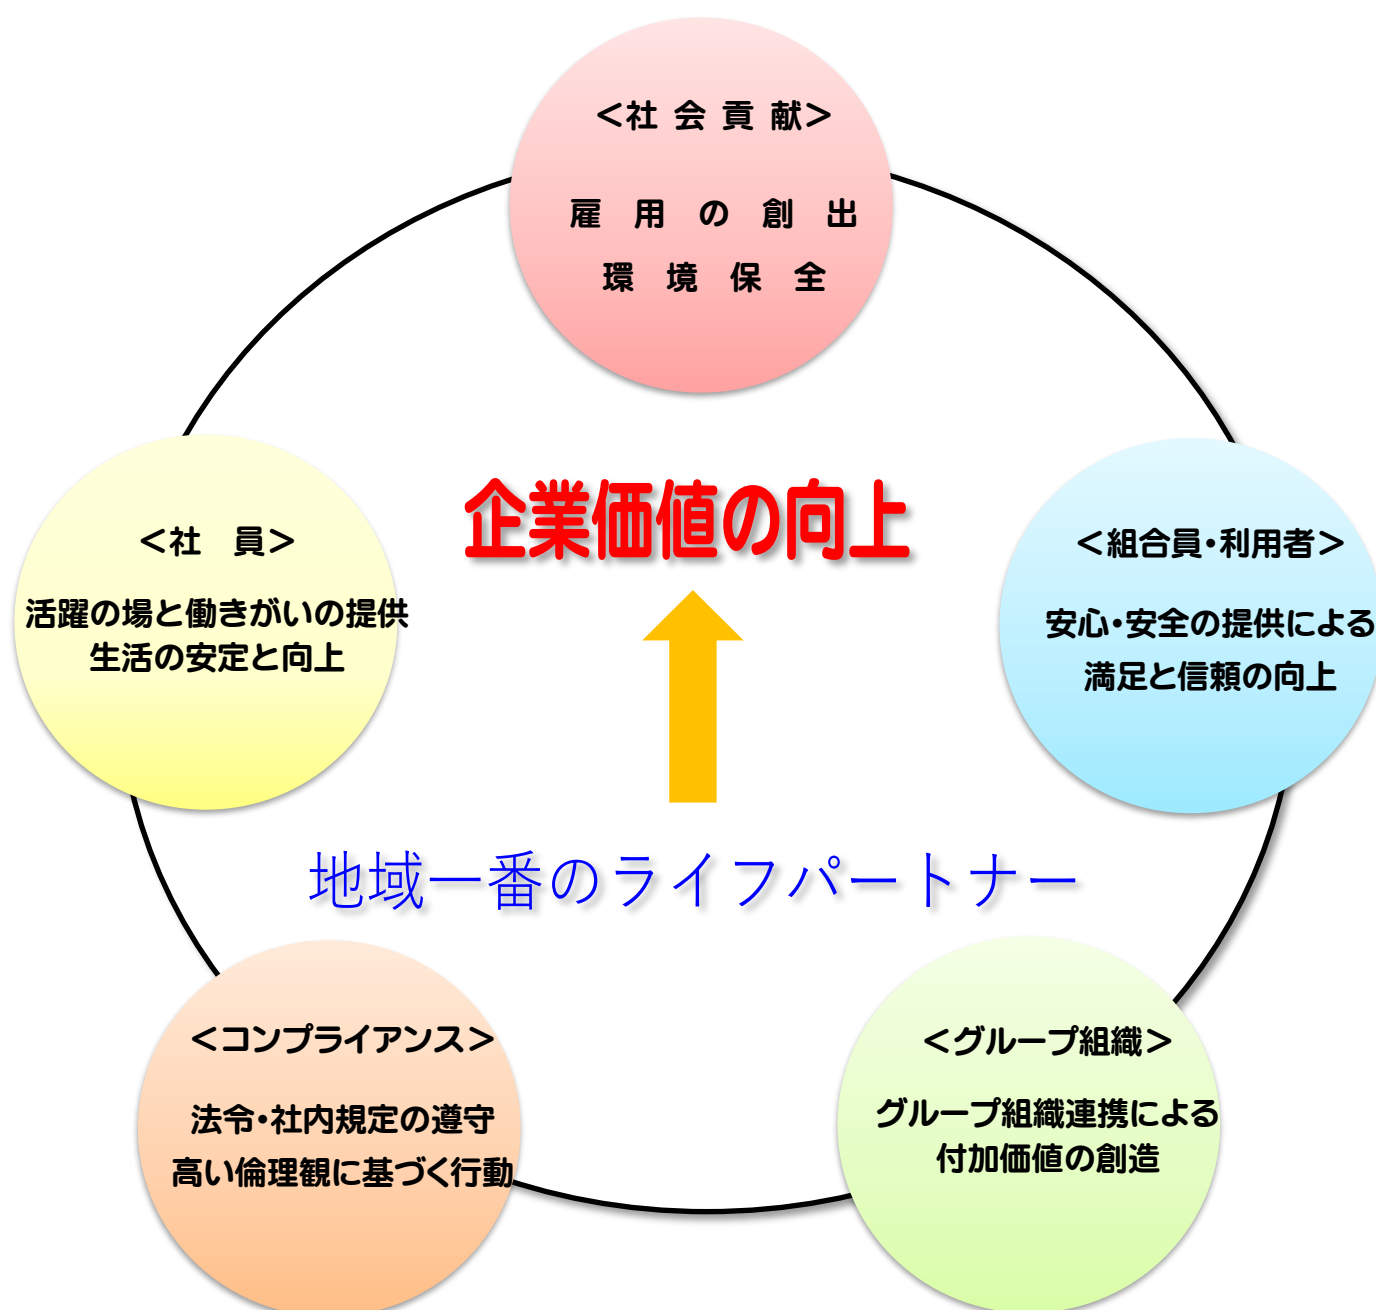 ＜社 会 貢 献＞
雇 用 の 創 出
環 境 保 全
企業価値の向上
＜社 員＞
活躍の場と働きがいの提供
生活の安定と向上
＜組合員・利用者＞
安心・安全の提供による
満足と信頼の向上
地域一番のライフパートナー
＜コンプライアンス＞
法令・社内規定の遵守
高い倫理観に基づく行動
＜グループ組織＞
グループ組織連携による
付加価値の創造